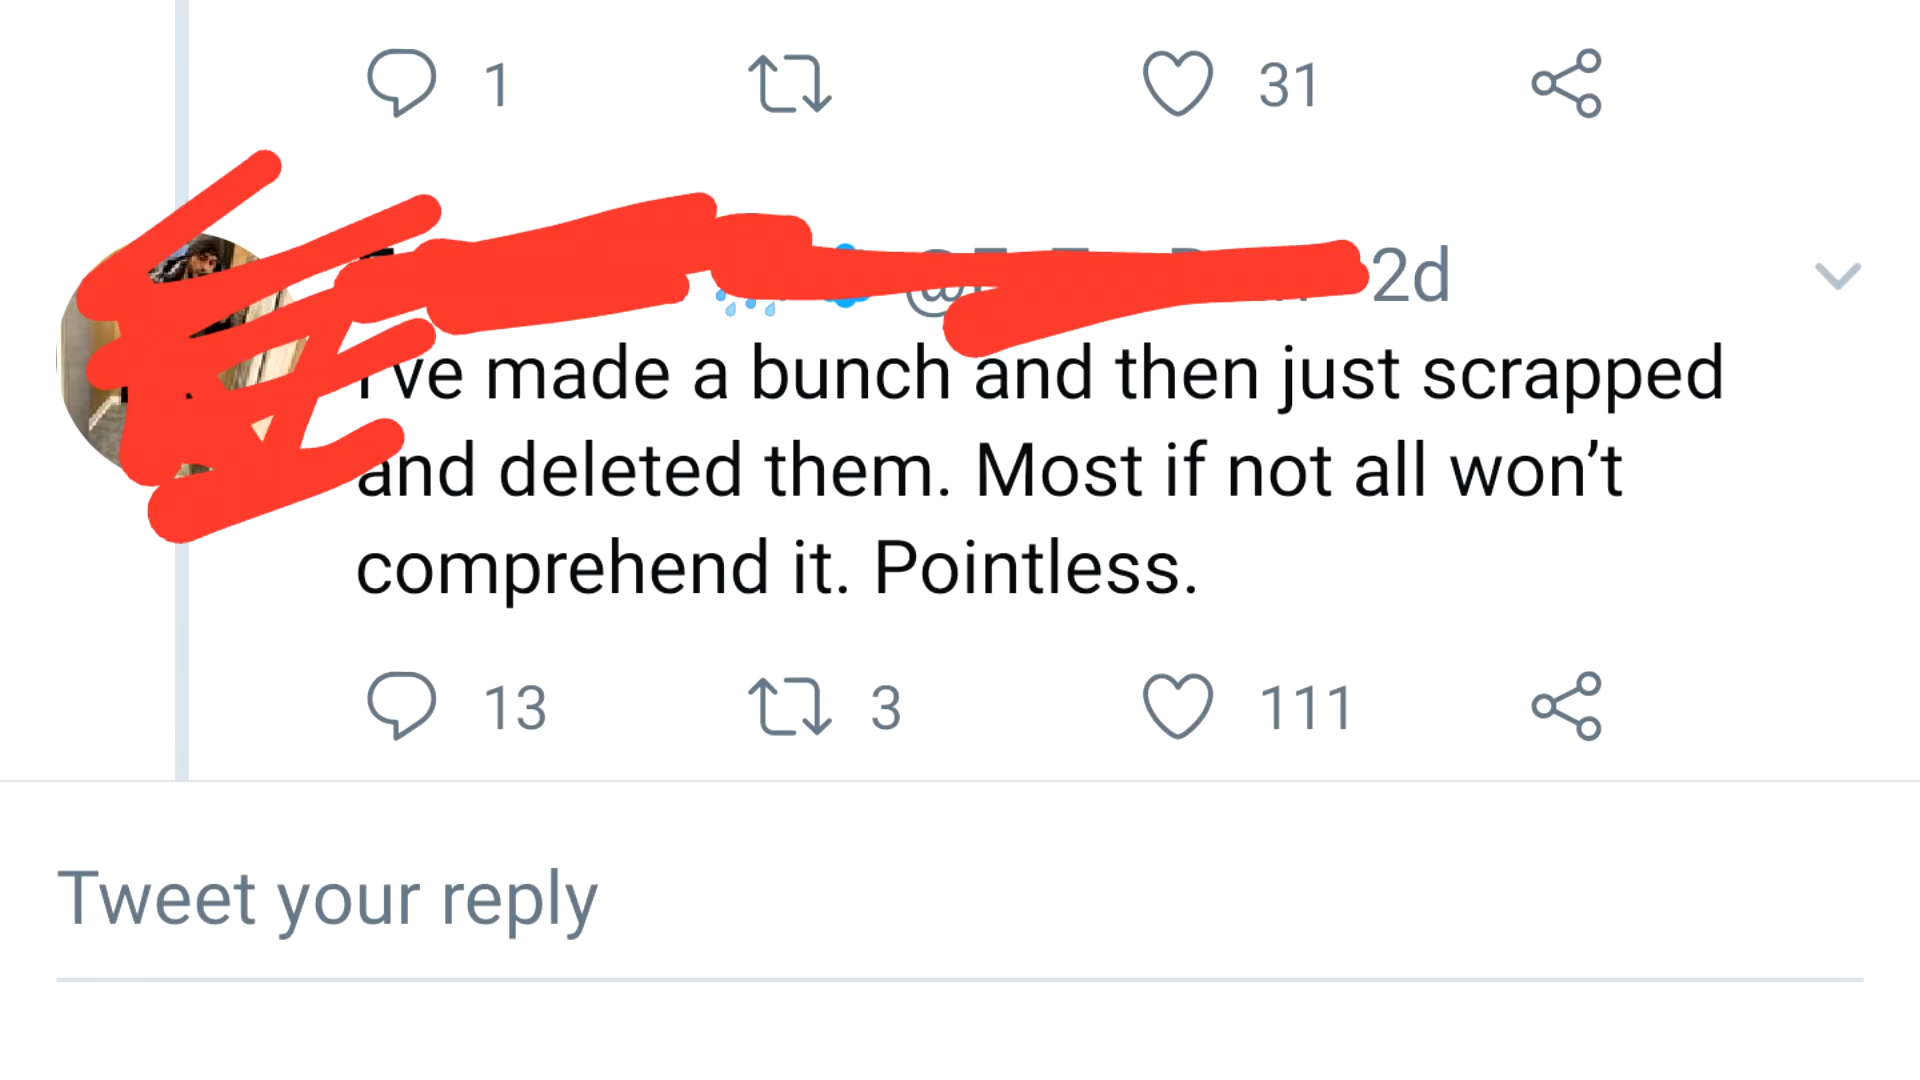 1 31
2d
I've made a bunch and then just scrapped
and deleted them. Most if not all won't
comprehend it. Pointless.
13 3 111
Tweet your reply